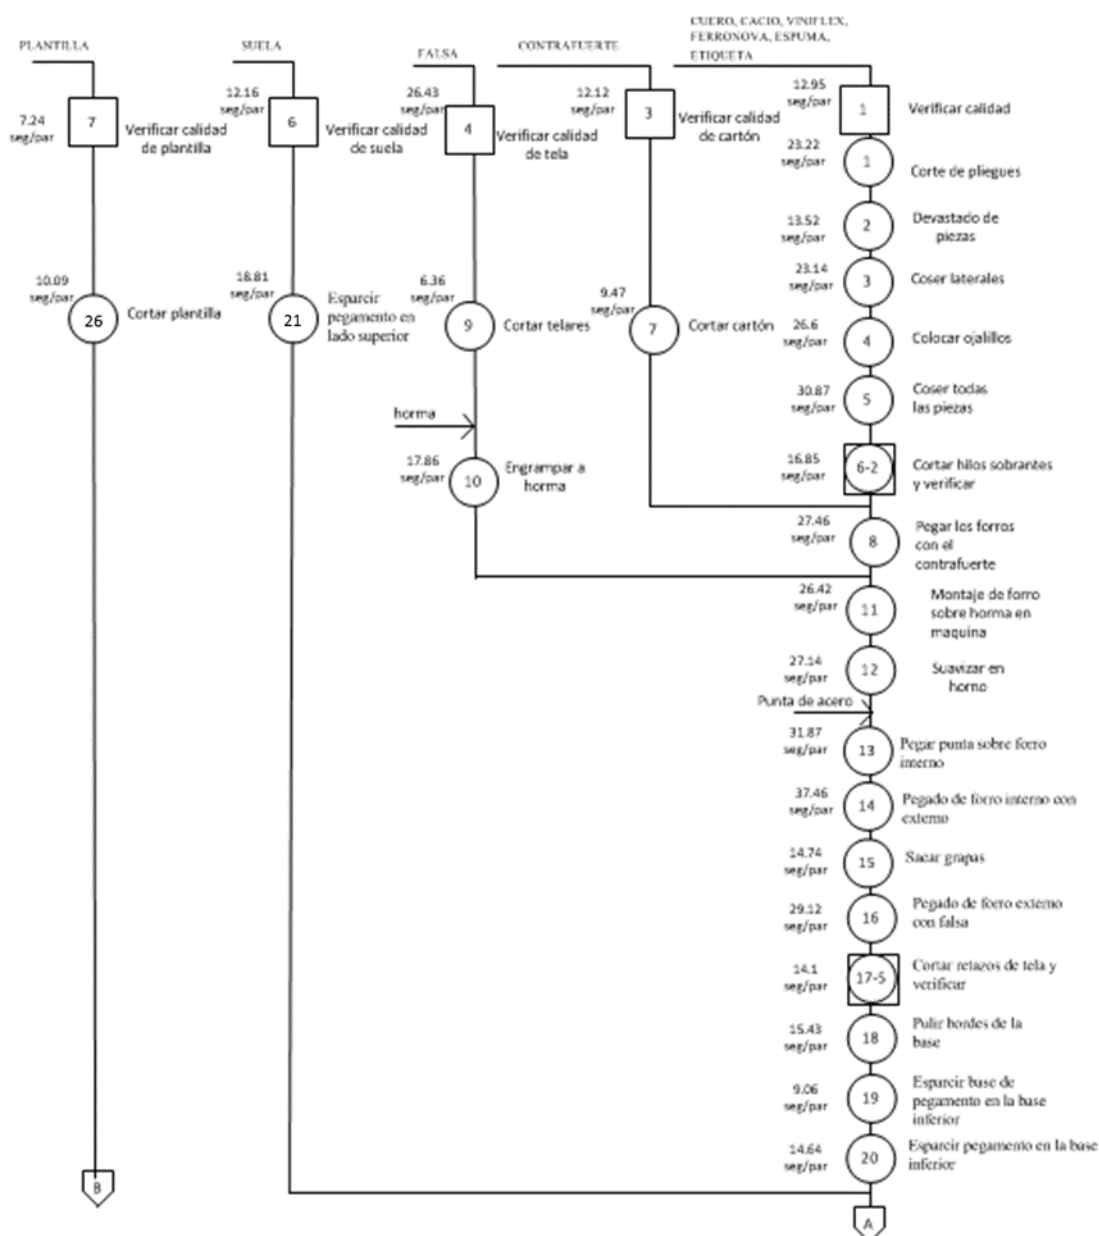 CUERO, CACIO, VINIFLEX,
FERRONOVA, ESPUMA,
ETIQUETA
PLANTILLA
SUELA
FALSA
CONTRAFUERTE
7.24
seg/par
7
Verificar calidad
de plantilla
12.16
seg/par
6
Verificar calidad
de suela
26.43
seg/par
4
Verificar calidad
de tela
12.12
seg/par
3
Verificar calidad
de cartón
12.95
seg/par
1
Verificar calidad
23.22
seg/par
1
Corte de pliegues
13.52
seg/par
2
Devastado de
piezas
23.14
seg/par
3
Coser laterales
10.09
seg/par
26
Cortar plantilla
18.81
seg/par
21
Esparcir
pegamento en
lado superior
6.36
seg/par
9
Cortar telares
9.47
seg/par
7
Cortar cartón
26.6
seg/par
4
Colocar ojalillos
30.87
seg/par
5
Coser todas
las piezas
horma
17.86
seg/par
10
Engrampar a
horma
16.85
seg/par
6-2
Cortar hilos sobrantes
y verificar
27.46
seg/par
8
Pegar los forros
con el
contrafuerte
26.42
seg/par
11
Montaje de forro
sobre horma en
maquina
27.14
seg/par
12
Suavizar en
horno
Punta de acero
31.87
seg/par
13
Pegar punta sobre forro
interno
37.46
seg/par
14
Pegado de forro interno con
externo
14.74
seg/par
15
Sacar grapas
29.12
seg/par
16
Pegado de forro externo
con falsa
14.1
seg/par
17-5
Cortar retazos de tela y
verificar
15.43
seg/par
18
Pulir bordes de la
base
9.06
seg/par
19
Esparcir base de
pegamento en la base
inferior
14.64
seg/par
20
Esparcir pegamento en la base
inferior
B
A